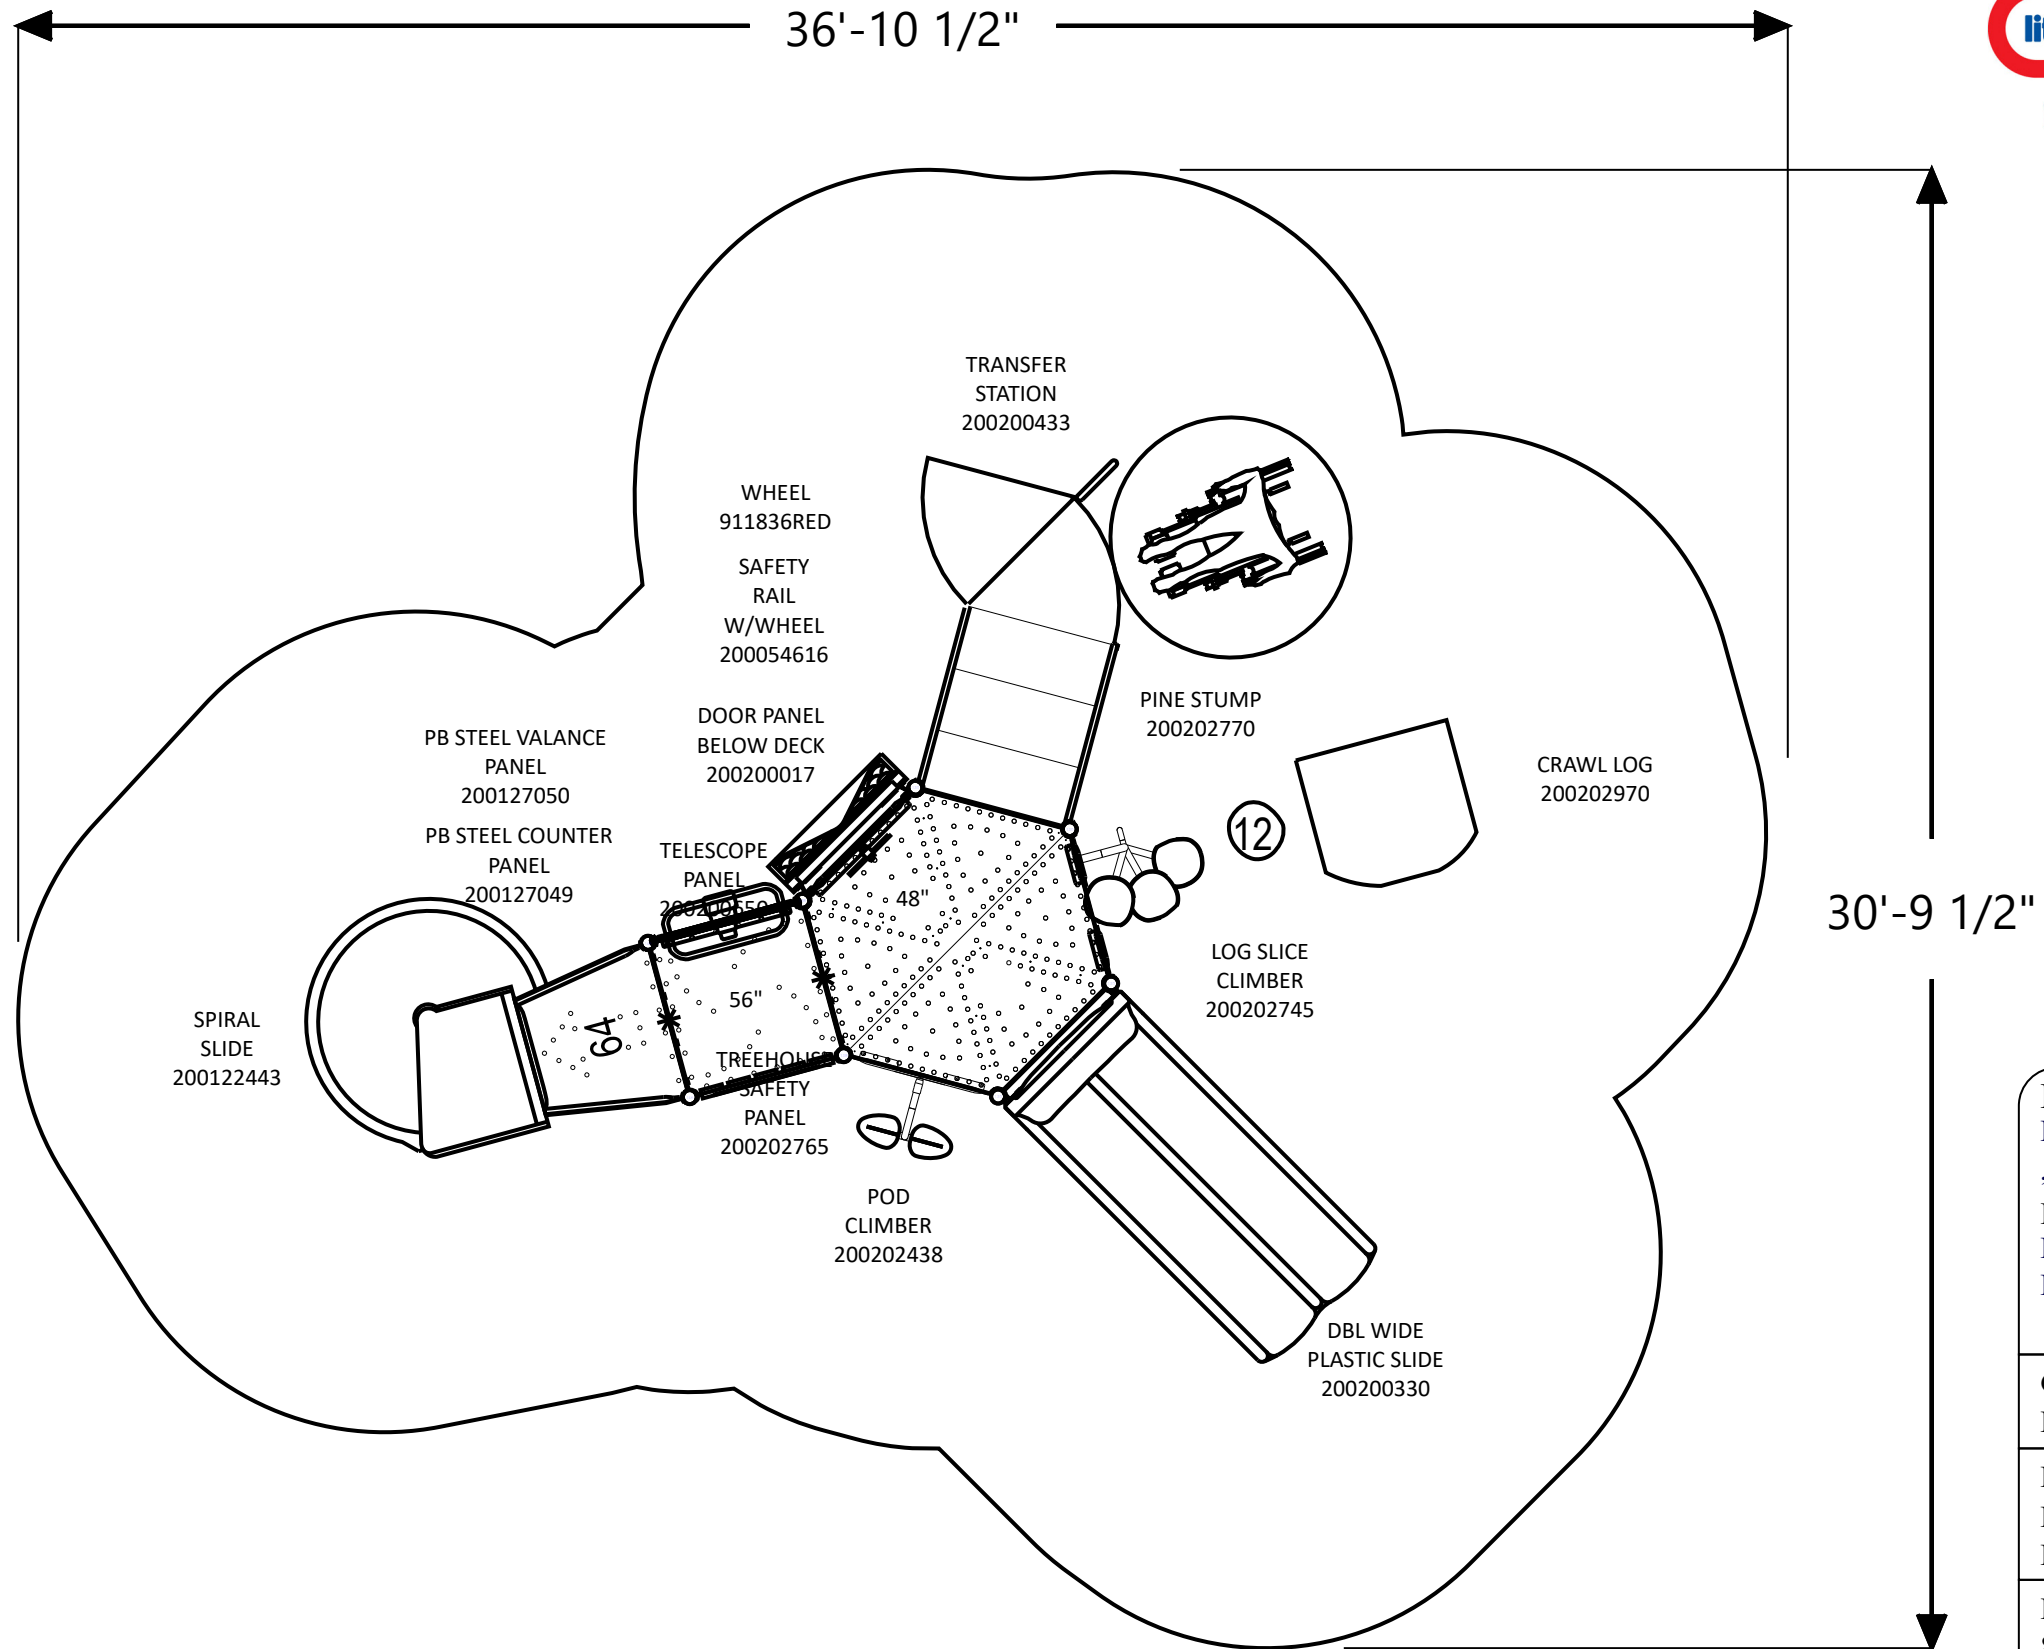 36'-10 1/2"
TRANSFER
STATION
200200433
WHEEL
911836RED
SAFETY
RAIL
W/WHEEL
200054616
DOOR PANEL
BELOW DECK
200200017
PINE STUMP
200202770
PB STEEL VALANCE
PANEL
200127050
CRAWL LOG
200202970
PB STEEL COUNTER
PANEL
200127049
TELESCOPE
PANEL
12
48"
30'-9 1/2"
LOG SLICE
CLIMBER
200202745
56"
64
SPIRAL
SLIDE
200122443
TREEHOUSE
SAFETY
PANEL
200202765
POD
CLIMBER
200202438
DBL WIDE
PLASTIC SLIDE
200200330